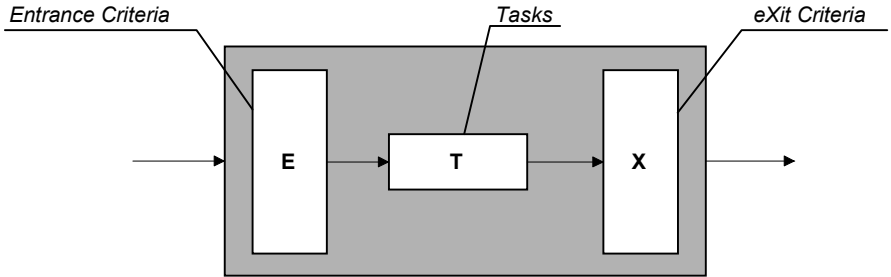 Entrance Criteria
Tasks
eXit Criteria
E
T
X